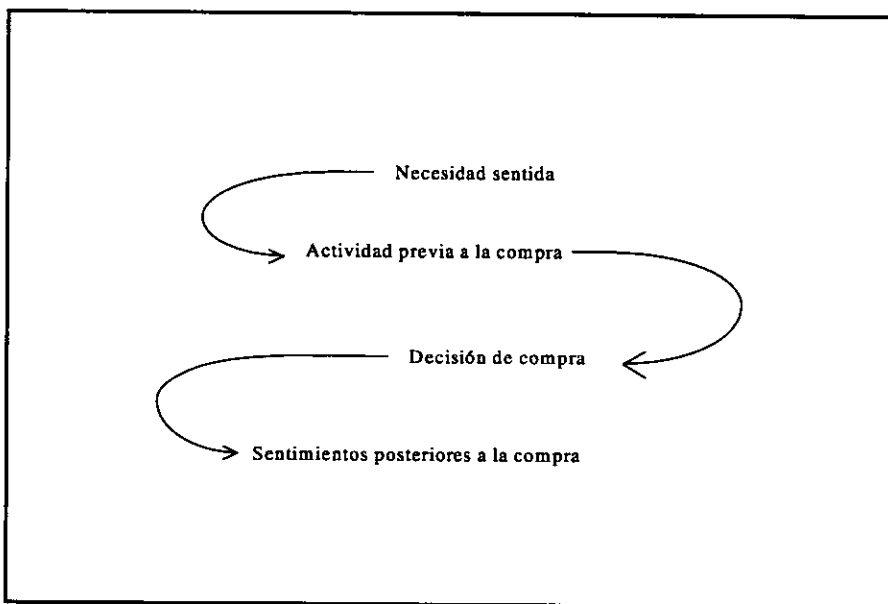 Necesidad sentida
Actividad previa a la compra
Decisión de compra
Sentimientos posteriores a la compra